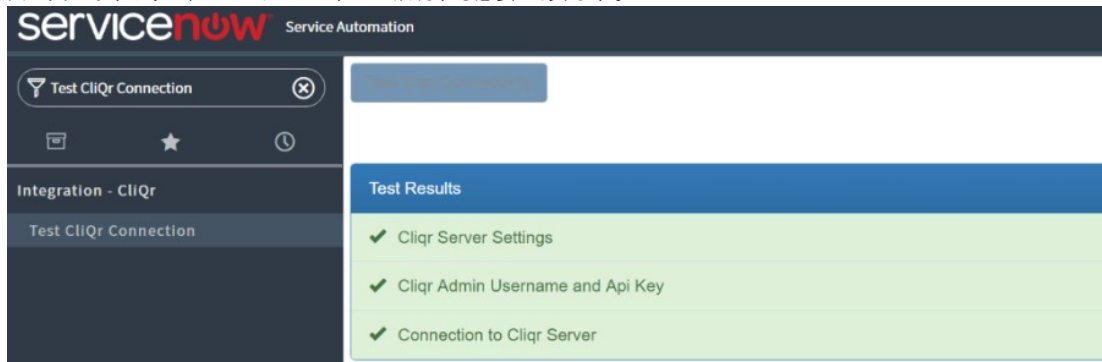 servicenow Service Automation
Test CliQr Connection
Integration - CliQr
Test CliQr Connection
Test Results
Cliqr Server Settings
Cliqr Admin Username and Api Key
Connection to Cliqr Server